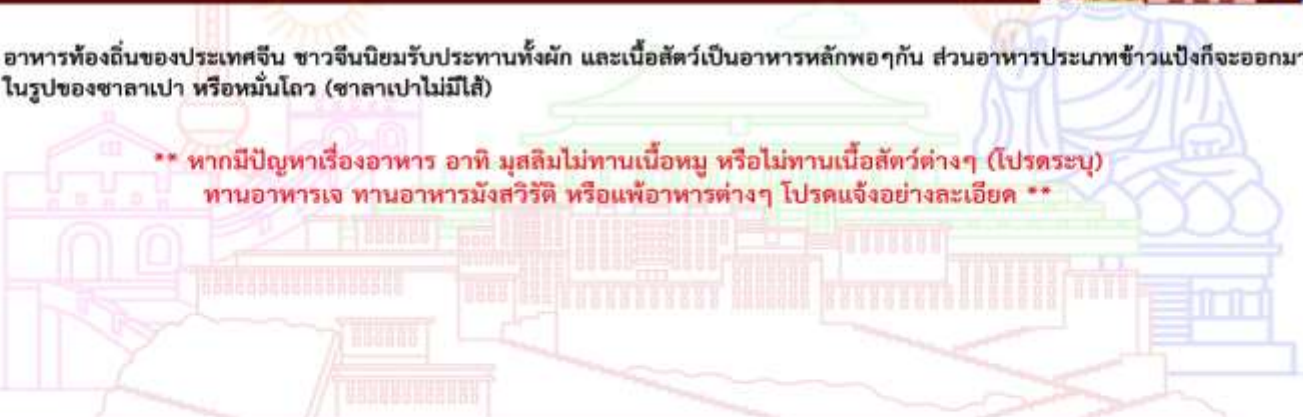 อาหารท้องถิ่นของประเทศจีน ชาวจีนนิยมรับประทานทั้งผัก และเนื้อสัตว์เป็นอาหารหลักพอๆกัน ส่วนอาหารประเภทข้าวแป้งก็จะออกมา
ในรูปของซาลาเปา หรือหมั่นโถว (ซาลาเปาไม่มีไส้)
** หากมีปัญหาเรื่องอาหาร อาทิ มุสลิมไม่ทานเนื้อหมู หรือไม่ทานเนื้อสัตว์ต่างๆ (โปรดระบุ)
ทานอาหารเจ ทานอาหารมังสวิรัติ หรือแพ้อาหารต่างๆ โปรดแจ้งอย่างละเอียด **